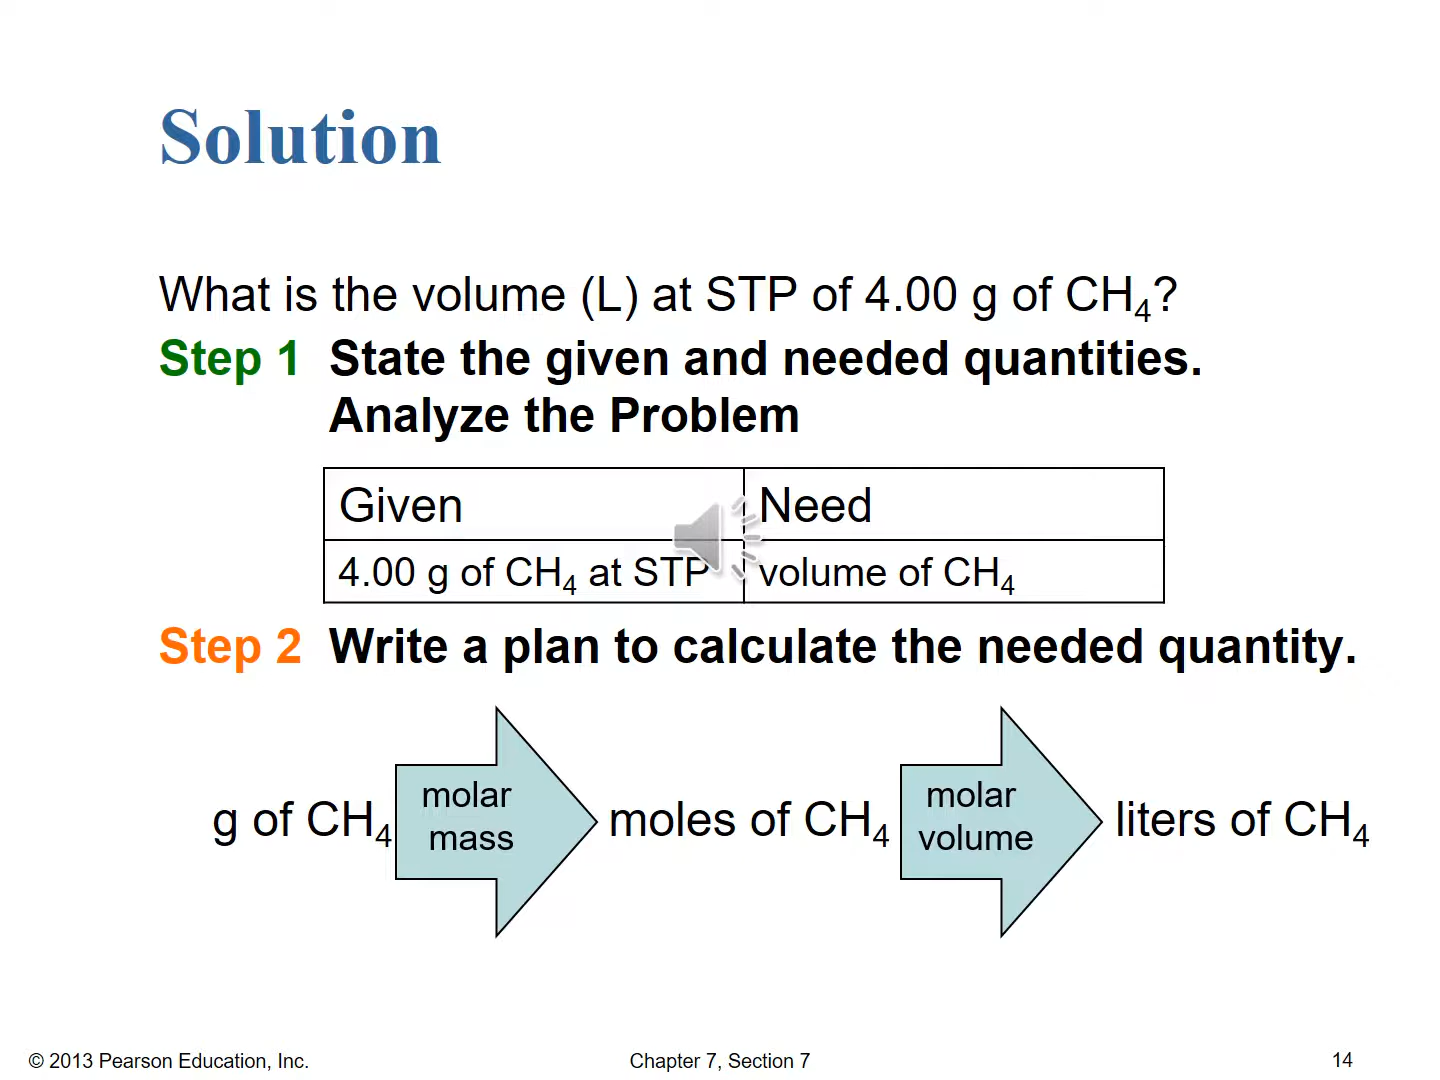 Solution
What is the volume (L) at STP of 4.00 g of CH₄?
Step 1 State the given and needed quantities.
Analyze the Problem
Given Need
4.00 g of CH₄ at STP volume of CH₄
Step 2 Write a plan to calculate the needed quantity.
g of CH₄ molar mass moles of CH₄ molar volume liters of CH₄
© 2013 Pearson Education, Inc. Chapter 7, Section 7 14